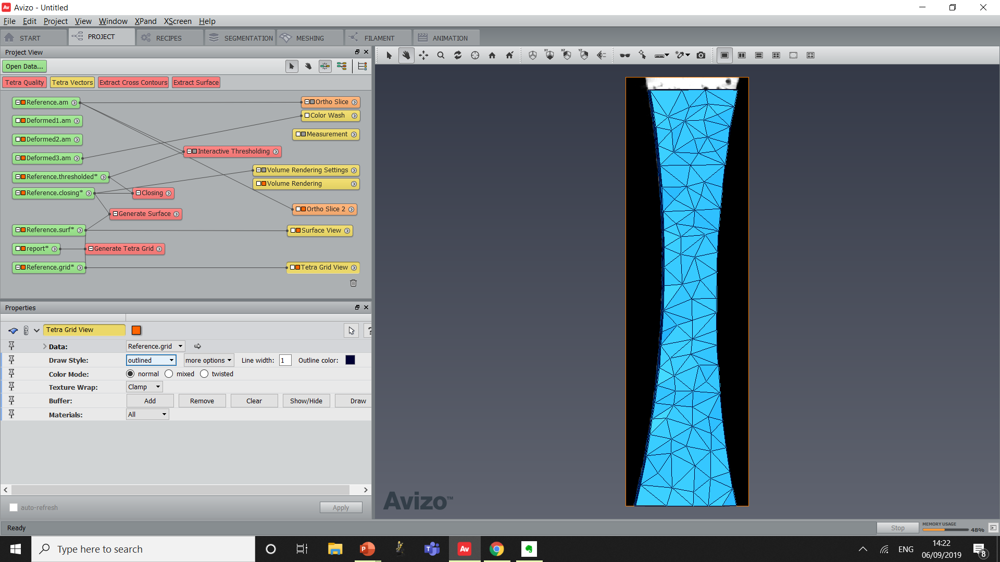 Av Avizo - Untitled
File Edit Project View Window XPand XScreen Help
START PROJECT RECIPES SEGMENTATION MESHING FILAMENT ANIMATION
Project View
Open Data...
Tetra Quality Tetra Vectors Extract Cross Contours Extract Surface
Reference.am Ortho Slice
Color Wash
Deformed1.am
Measurement
Deformed2.am
Interactive Thresholding
Deformed3.am
Volume Rendering Settings
Reference.thresholded*
Volume Rendering
Reference.closing* Closing
Ortho Slice 2
Generate Surface
Reference.surf* Surface View
report* Generate Tetra Grid
Reference.grid* Tetra Grid View
XY XZ YZ
Properties
Tetra Grid View ?
Data: Reference.grid
Draw Style: outlined more options Line width: 1 Outline color:
Color Mode: normal mixed twisted
Texture Wrap: Clamp
Buffer: Add Remove Clear Show/Hide Draw
Materials: All
auto-refresh Apply
Avizo™
Ready Stop MEMORY USAGE 48%
Type here to search
Av
ENG
14:22
06/09/2019
8